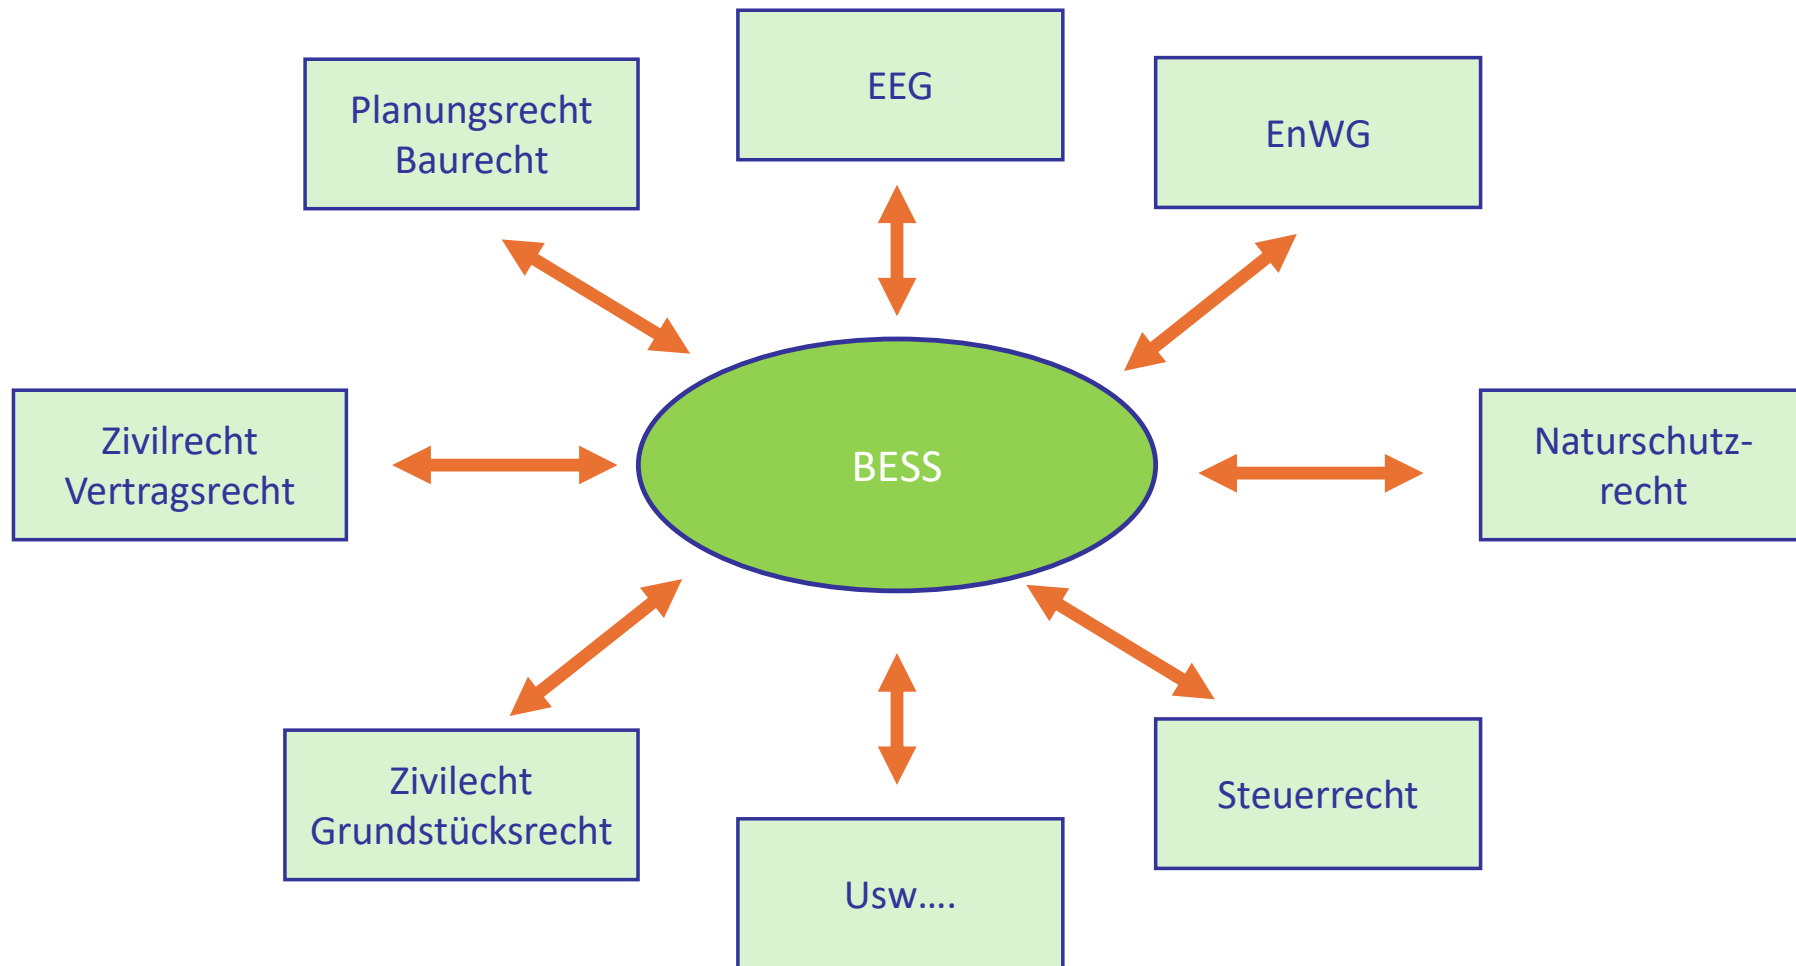 EEG
Planungsrecht
Baurecht
EnWG
Zivilrecht
Vertragsrecht
BESS
Naturschutz-
recht
Zivilecht
Grundstücksrecht
Steuerrecht
Usw....